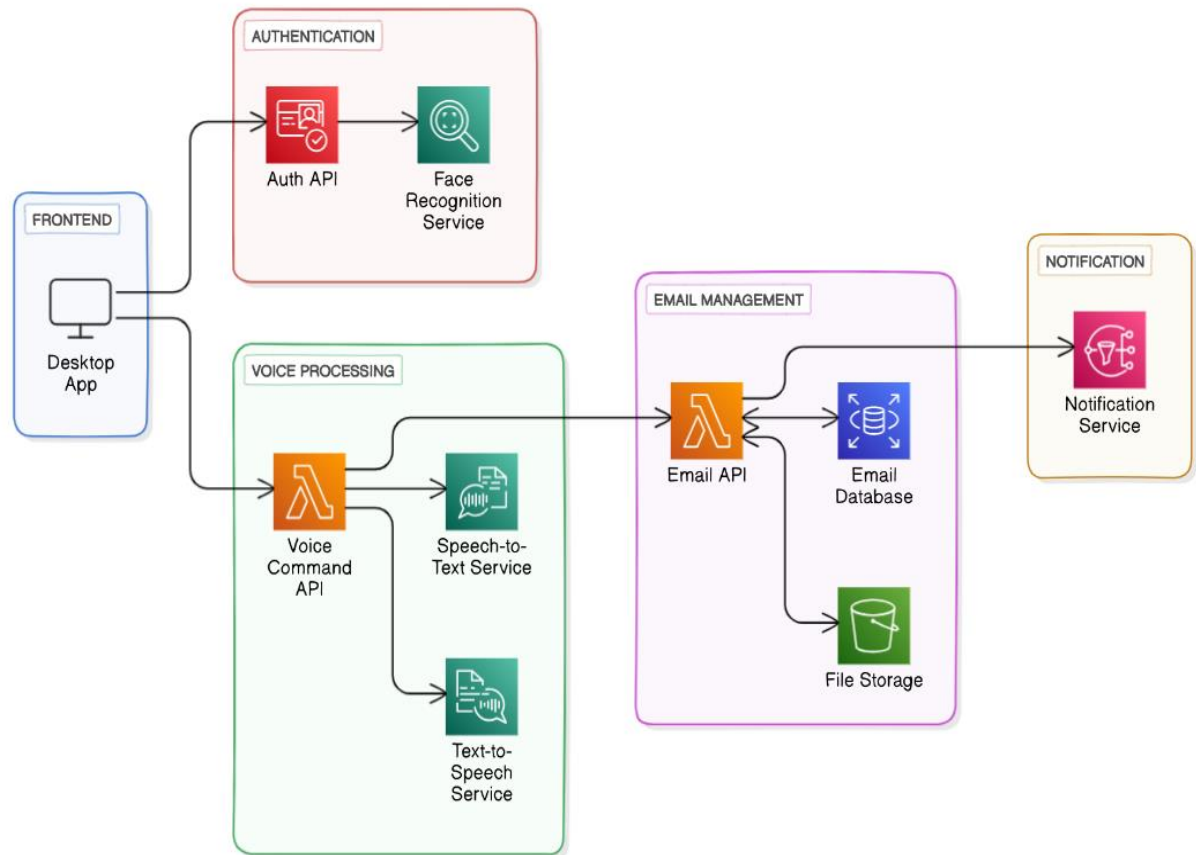 AUTHENTICATION
Auth API
Face
Recognition
Service
FRONTEND
Desktop
App
VOICE PROCESSING
Voice
Command
API
Speech-to-
Text Service
Text-to-
Speech
Service
EMAIL MANAGEMENT
Email API
Email
Database
File Storage
NOTIFICATION
Notification
Service